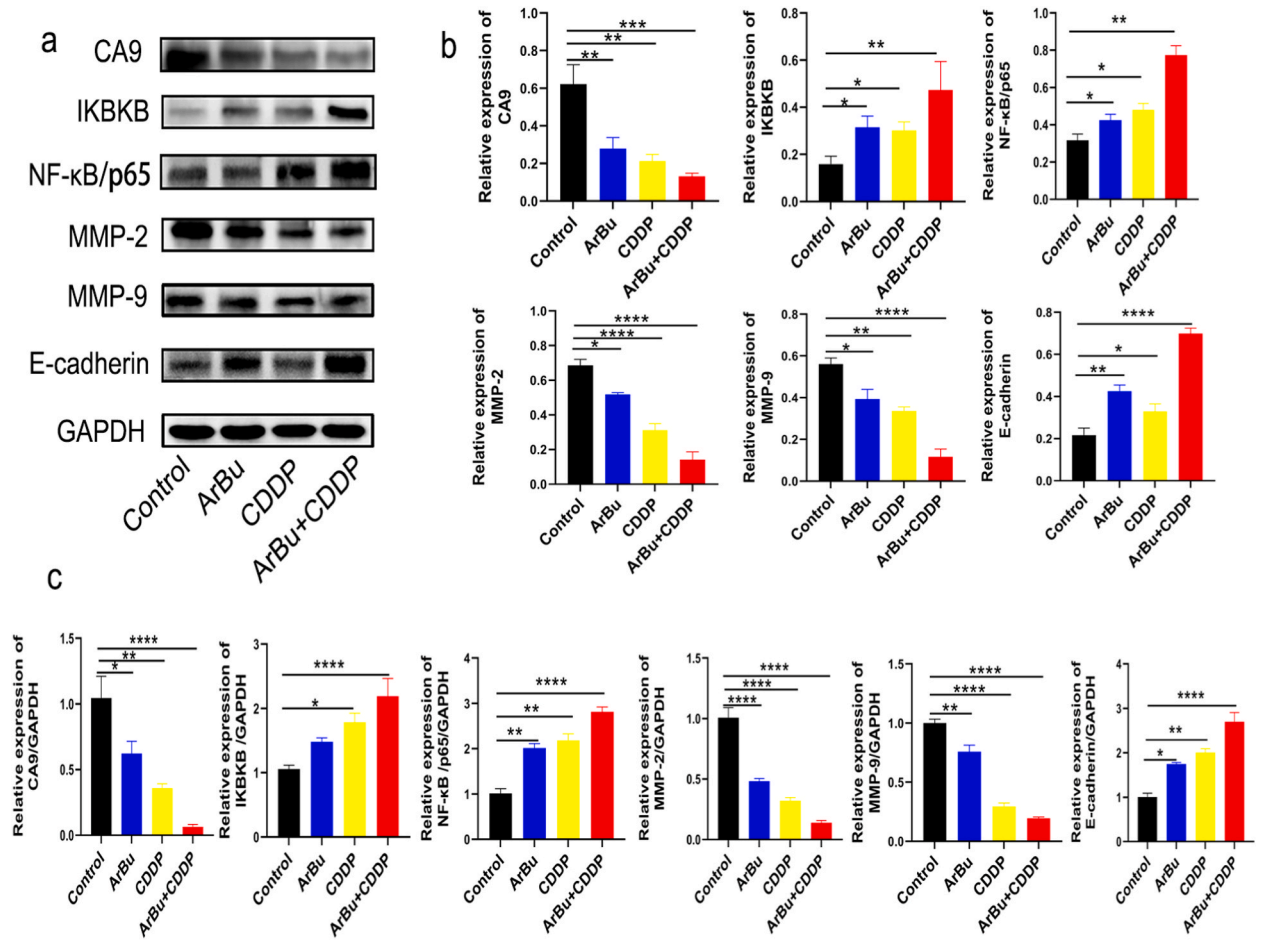 a
CA9
IKBKB
NF-κB/p65
MMP-2
MMP-9
E-cadherin
GAPDH
Control
ArBu
CDDP
ArBu+CDDP
b
Relative expression of
CA9
0.0
0.2
0.4
0.6
0.8
1.0
**
**
***
Control
ArBu
CDDP
ArBu+CDDP
Relative expression of
IKBKB
0.0
0.2
0.4
0.6
0.8
*
*
**
Control
ArBu
CDDP
ArBu+CDDP
Relative expression of
NF-κB/p65
0.0
0.2
0.4
0.6
0.8
1.0
*
*
**
Control
ArBu
CDDP
ArBu+CDDP
Relative expression of
MMP-2
0.0
0.2
0.4
0.6
0.8
1.0
*
****
****
Control
ArBu
CDDP
ArBu+CDDP
Relative expression of
MMP-9
0.0
0.2
0.4
0.6
0.8
*
**
****
Control
ArBu
CDDP
ArBu+CDDP
Relative expression of
E-cadherin
0.0
0.2
0.4
0.6
0.8
**
*
****
Control
ArBu
CDDP
ArBu+CDDP
c
Relative expression of
CA9/GAPDH
0.0
0.5
1.0
1.5
*
**
****
Control
ArBu
CDDP
ArBu+CDDP
Relative expression of
IKBKB /GAPDH
0
1
2
3
*
****
Control
ArBu
CDDP
ArBu+CDDP
Relative expression of
NF-κB /p65/GAPDH
0
1
2
3
4
**
**
****
Control
ArBu
CDDP
ArBu+CDDP
Relative expression of
MMP-2/GAPDH
0.0
0.5
1.0
1.5
****
****
****
Control
ArBu
CDDP
ArBu+CDDP
Relative expression of
MMP-9/GAPDH
0.0
0.5
1.0
1.5
**
****
****
Control
ArBu
CDDP
ArBu+CDDP
Relative expression of
E-cadherin/GAPDH
0
1
2
3
4
*
**
****
Control
ArBu
CDDP
ArBu+CDDP